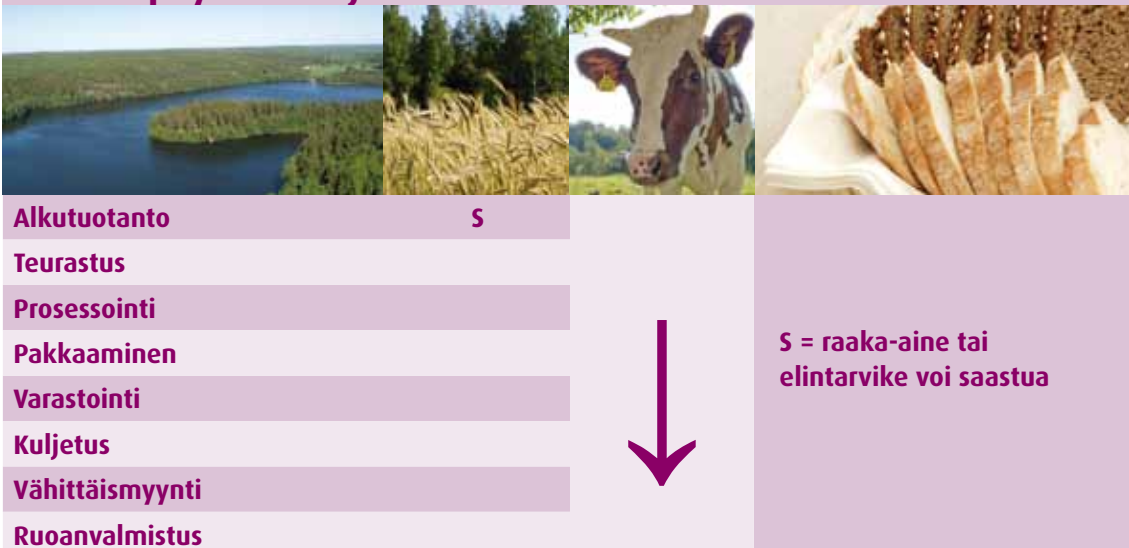 Alkutuotanto S
Teurastus
Prosessointi
Pakkaaminen
Varastointi
Kuljetus
Vähittäismyynti
Ruoanvalmistus
S = raaka-aine tai
elintarvike voi saastua